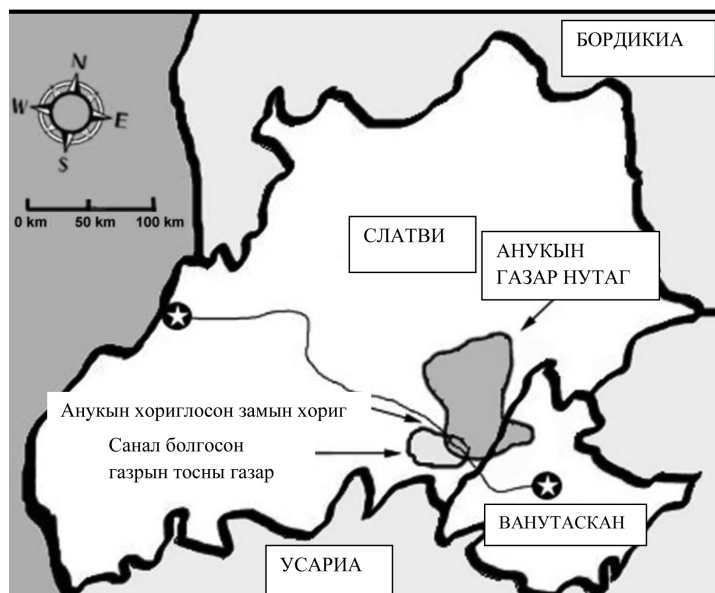 БОРДИКИА
N
W
E
S
0 km 50 km 100 km
СЛАТВИ
АНУКЫН
ГАЗАР НУТАГ
Анукын хориглосон замын хориг
Санал болгосон
газрын тосны газар
ВАНУТАСКАН
УСАРИА